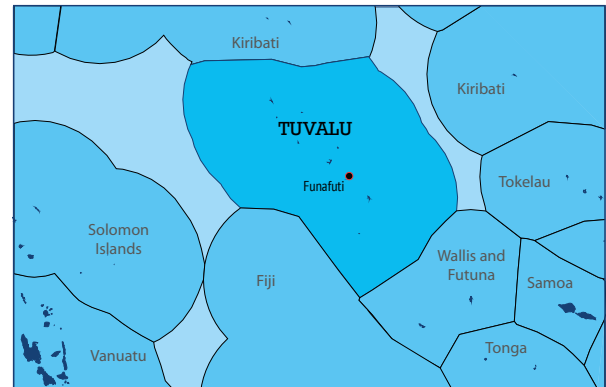 Kiribati
Kiribati
TUVALU
Funafuti
Tokelau
Solomon
Islands
Fiji
Wallis and
Futuna
Samoa
Vanuatu
Tonga